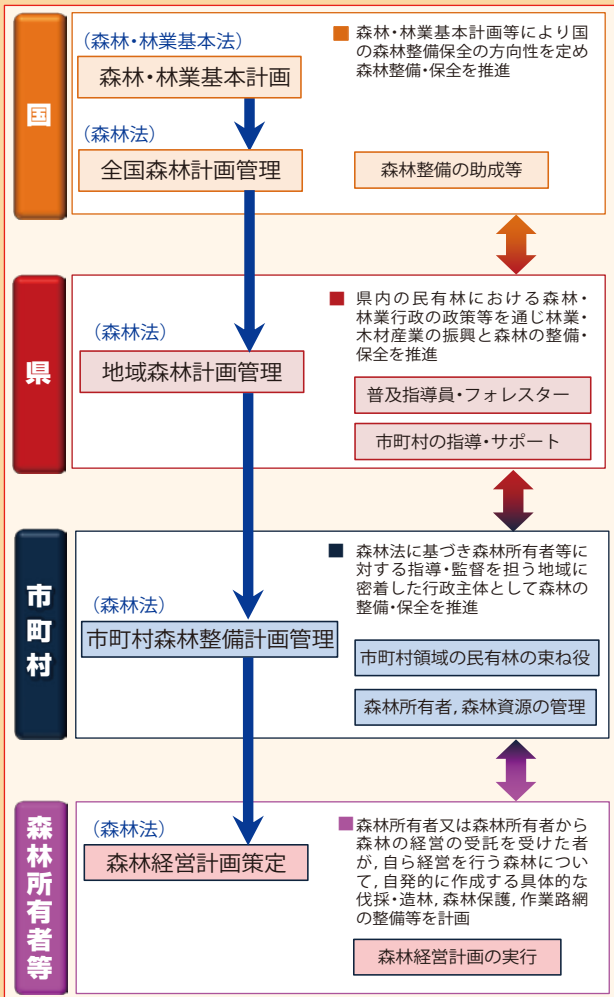 国
(森林・林業基本法)
森林・林業基本計画
(森林法)
全国森林計画管理
■ 森林・林業基本計画等により国
の森林整備保全の方向性を定め
森林整備・保全を推進
森林整備の助成等
県
(森林法)
地域森林計画管理
■ 県内の民有林における森林・
林業行政の政策等を通じ林業・
木材産業の振興と森林の整備・
保全を推進
普及指導員・フォレスター
市町村の指導・サポート
市町村
(森林法)
市町村森林整備計画管理
■ 森林法に基づき森林所有者等に
対する指導・監督を担う地域に
密着した行政主体として森林の
整備・保全を推進
市町村領域の民有林の束ね役
森林所有者,森林資源の管理
森林所有者等
(森林法)
森林経営計画策定
■ 森林所有者又は森林所有者から
森林の経営の受託を受けた者
が,自ら経営を行う森林につい
て,自発的に作成する具体的な
伐採・造林,森林保護,作業路網
の整備等を計画
森林経営計画の実行